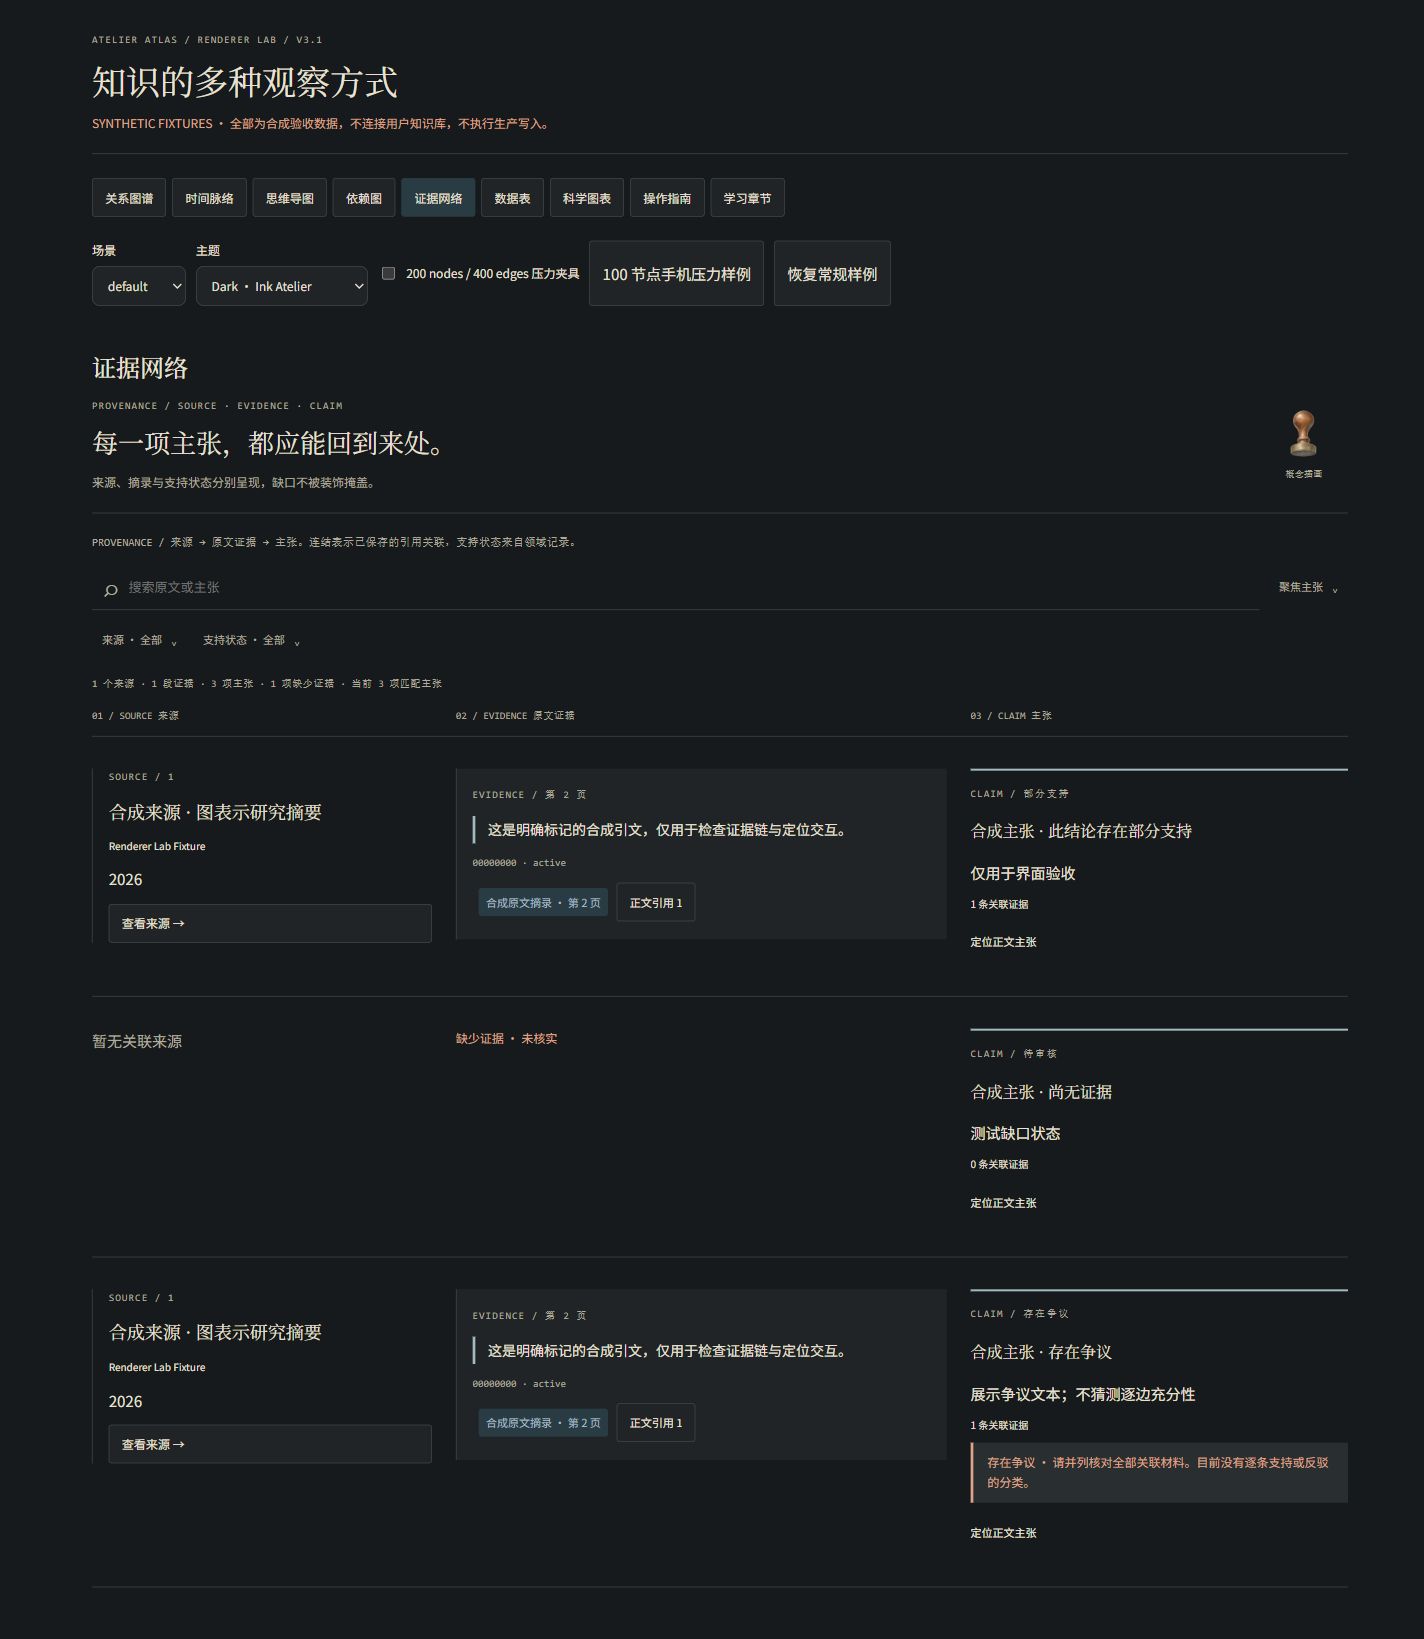 ATELIER ATLAS / RENDERER LAB / V3.1
知识的多种观察方式
SYNTHETIC FIXTURES · 全部为合成验收数据，不连接用户知识库，不执行生产写入。
关系图谱 时间脉络 思维导图 依赖图 证据网络 数据表 科学图表 操作指南 学习章节
场景 主题
default Dark · Ink Atelier 200 nodes / 400 edges 压力夹具 100 节点手机压力样例 恢复常规样例
证据网络
PROVENANCE / SOURCE · EVIDENCE · CLAIM
每一项主张，都应能回到来处。
来源、摘录与支持状态分别呈现，缺口不被装饰掩盖。
概念描画
PROVENANCE / 来源 → 原文证据 → 主张。连结表示已保存的引用关联，支持状态来自领域记录。
搜索原文或主张 聚焦主张
来源 · 全部 支持状态 · 全部
1 个来源 · 1 段证据 · 3 项主张 · 1 项缺少证据 · 当前 3 项匹配主张
01 / SOURCE 来源 02 / EVIDENCE 原文证据 03 / CLAIM 主张
SOURCE / 1
合成来源 · 图表示研究摘要
Renderer Lab Fixture
2026
查看来源 →
EVIDENCE / 第 2 页
这是明确标记的合成引文，仅用于检查证据链与定位交互。
00000000 · active
合成原文摘录 · 第 2 页 正文引用 1
CLAIM / 部分支持
合成主张 · 此结论存在部分支持
仅用于界面验收
1 条关联证据
定位正文主张
暂无关联来源
缺少证据 · 未核实
CLAIM / 待审核
合成主张 · 尚无证据
测试缺口状态
0 条关联证据
定位正文主张
SOURCE / 1
合成来源 · 图表示研究摘要
Renderer Lab Fixture
2026
查看来源 →
EVIDENCE / 第 2 页
这是明确标记的合成引文，仅用于检查证据链与定位交互。
00000000 · active
合成原文摘录 · 第 2 页 正文引用 1
CLAIM / 存在争议
合成主张 · 存在争议
展示争议文本；不猜测逐边充分性
1 条关联证据
存在争议 · 请并列核对全部关联材料。目前没有逐条支持或反驳
的分类。
定位正文主张